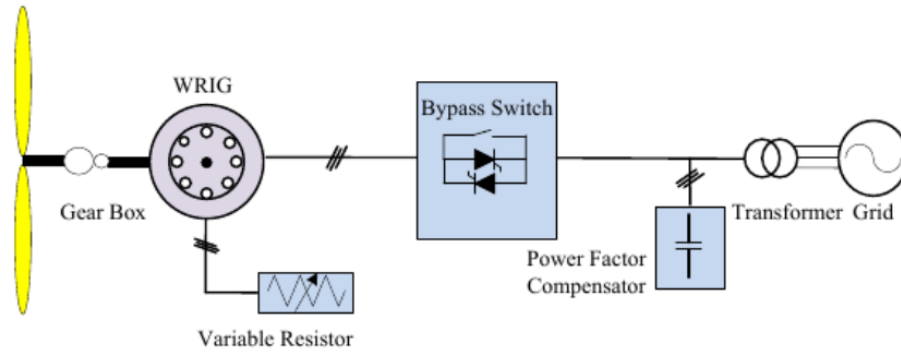 WRIG
Bypass Switch
Gear Box
Transformer
Grid
Power Factor
Compensator
Variable Resistor